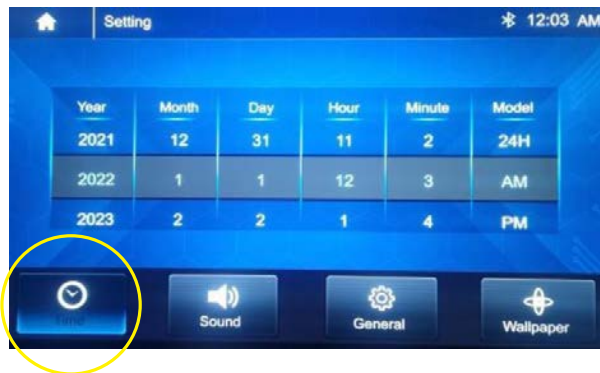 Setting 12:03 AM
Year Month Day Hour Minute Model
2021 12 31 11 2 24H
2022 1 1 12 3 AM
2023 2 2 1 4 PM
Time Sound General Wallpaper